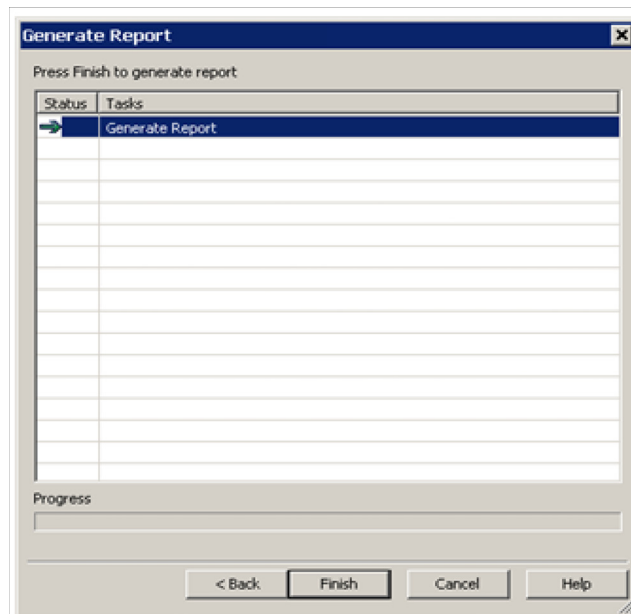 Generate Report
Press Finish to generate report
Status Tasks
Generate Report
Progress
< Back Finish Cancel Help